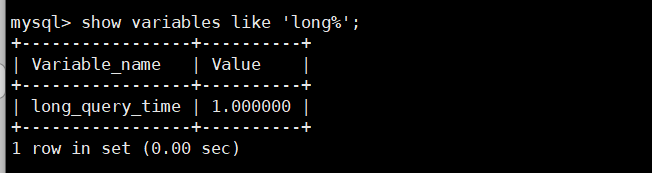 mysql> show variables like 'long%';
+-----------------+----------+
| Variable_name   | Value    |
+-----------------+----------+
| long_query_time | 1.000000 |
+-----------------+----------+
1 row in set (0.00 sec)